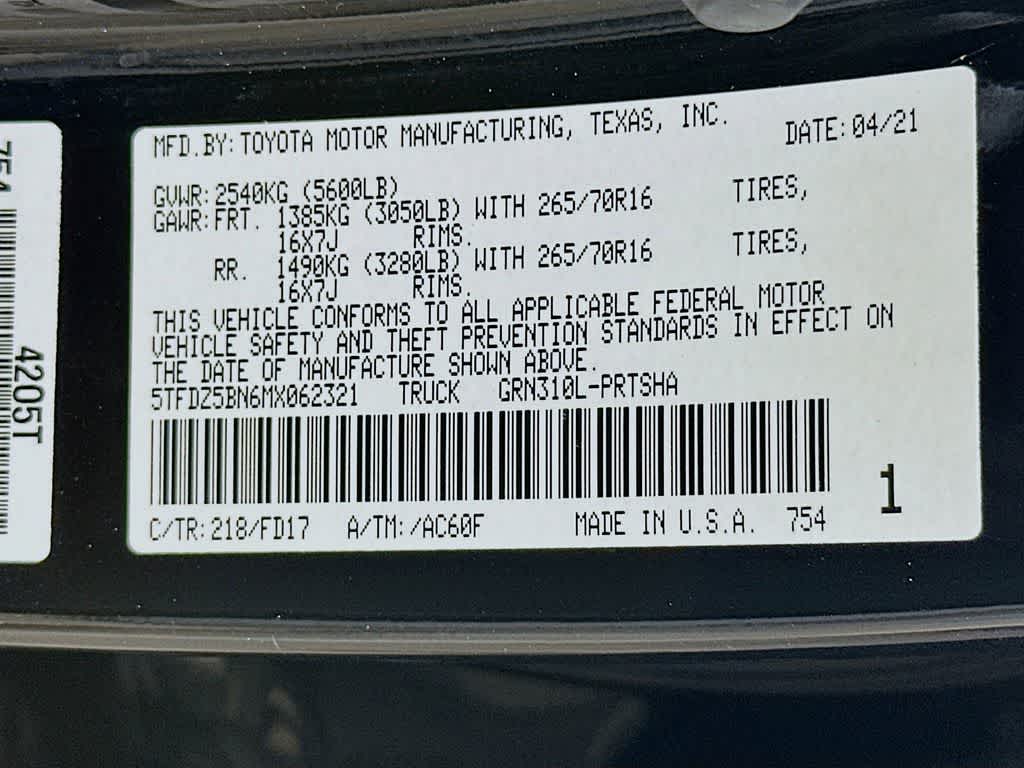 MFD.BY:TOYOTA MOTOR MANUFACTURING, TEXAS, INC. DATE:04/21
GVWR:2540KG (5600LB)
GAWR:FRT. 1385KG (3050LB) WITH 265/70R16 TIRES,
16X7J RIMS.
RR. 1490KG (3280LB) WITH 265/70R16 TIRES,
16X7J RIMS.
THIS VEHICLE CONFORMS TO ALL APPLICABLE FEDERAL MOTOR
VEHICLE SAFETY AND THEFT PREVENTION STANDARDS IN EFFECT ON
THE DATE OF MANUFACTURE SHOWN ABOVE.
5TFDZ5BN6MX062321 TRUCK GRN310L-PRTSHA
1
C/TR:218/FD17 A/TM:/AC60F MADE IN U.S.A. 754
754
4205T